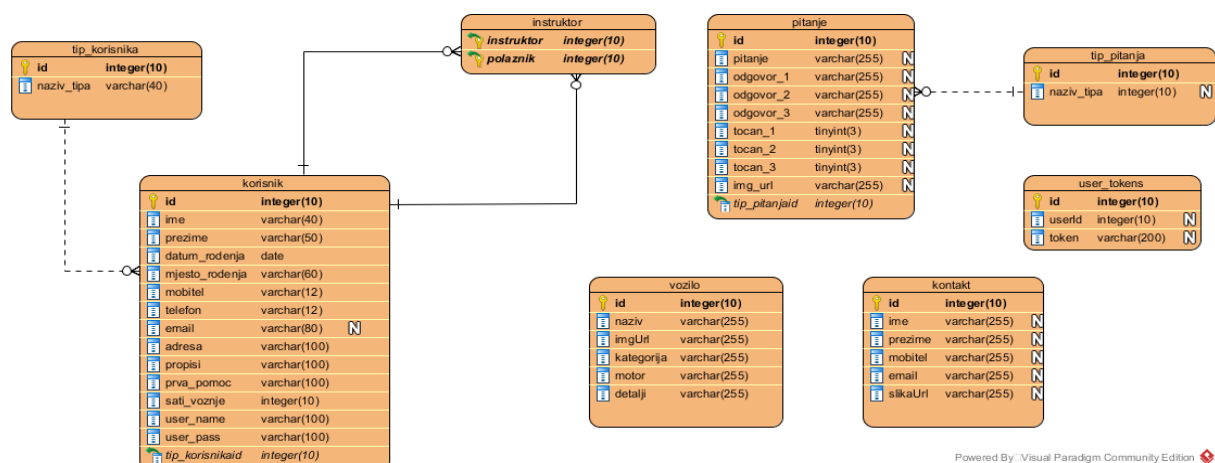 tip_korisnika
id integer(10)
naziv_tipa varchar(40)
instruktor
instruktor integer(10)
polaznik integer(10)
pitanje
id integer(10)
pitanje varchar(255) N
odgovor_1 varchar(255) N
odgovor_2 varchar(255) N
odgovor_3 varchar(255) N
tocan_1 tinyint(3) N
tocan_2 tinyint(3) N
tocan_3 tinyint(3) N
img_url varchar(255) N
tip_pitanjaid integer(10)
tip_pitanja
id integer(10)
naziv_tipa integer(10) N
user_tokens
id integer(10)
userId integer(10) N
token varchar(200) N
korisnik
id integer(10)
ime varchar(40)
prezime varchar(50)
datum_rodenja date
mjesto_rodenja varchar(60)
mobitel varchar(12)
telefon varchar(12)
email varchar(80) N
adresa varchar(100)
propisi varchar(100)
prva_pomoc varchar(100)
sati_voznje integer(10)
user_name varchar(100)
user_pass varchar(100)
tip_korisnikaid integer(10)
vozilo
id integer(10)
naziv varchar(255)
imgUrl varchar(255)
kategorija varchar(255)
motor varchar(255)
detalji varchar(255)
kontakt
id integer(10)
ime varchar(255) N
prezime varchar(255) N
mobitel varchar(255) N
email varchar(255) N
slikaUrl varchar(255) N
Powered By Visual Paradigm Community Edition